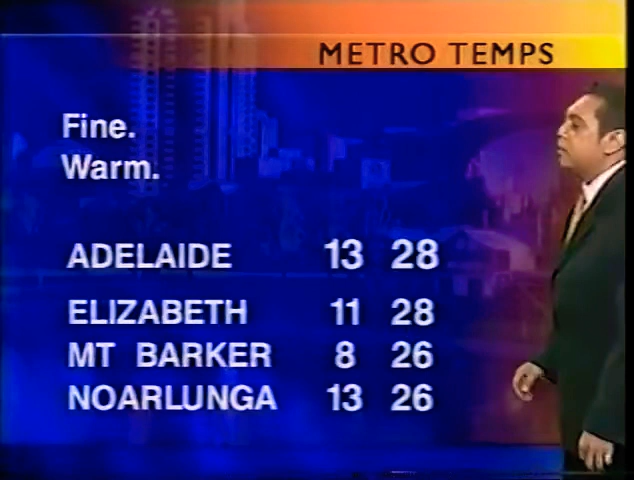 METRO TEMPS
Fine.
Warm.
ADELAIDE 13 28
ELIZABETH 11 28
MT BARKER 8 26
NOARLUNGA 13 26